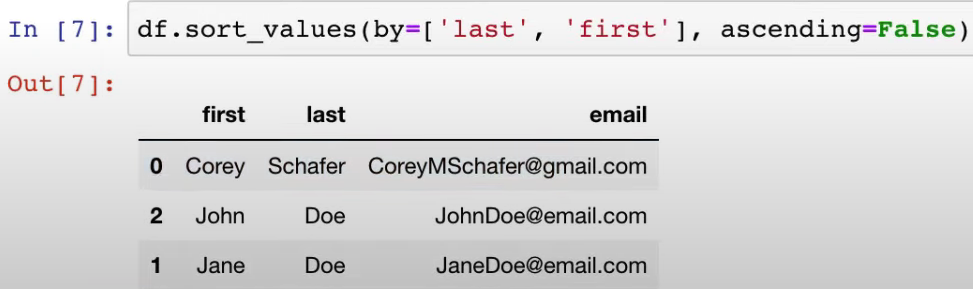 In [7]: df.sort_values(by=['last', 'first'], ascending=False)
Out[7]:
first last email
0 Corey Schafer CoreyMSchafer@gmail.com
2 John Doe JohnDoe@email.com
1 Jane Doe JaneDoe@email.com